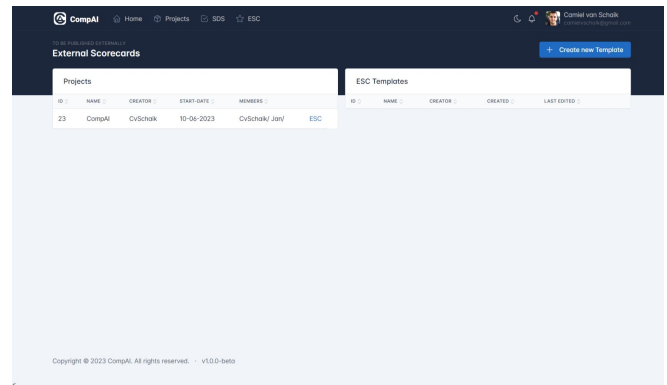 CompAI Home Projects SDS ESC Camiel van Schaik
TO BE PUBLISHED EXTERNALLY
External Scorecards
+ Create new Template
Projects
ID NAME CREATOR START-DATE MEMBERS
23 CompAI CvSchaik 10-06-2023 CvSchaik/ Jan/ ESC
ESC Templates
ID NAME CREATOR CREATED LAST EDITED
Copyright © 2023 CompAI. All rights reserved. · v1.0.0-beta